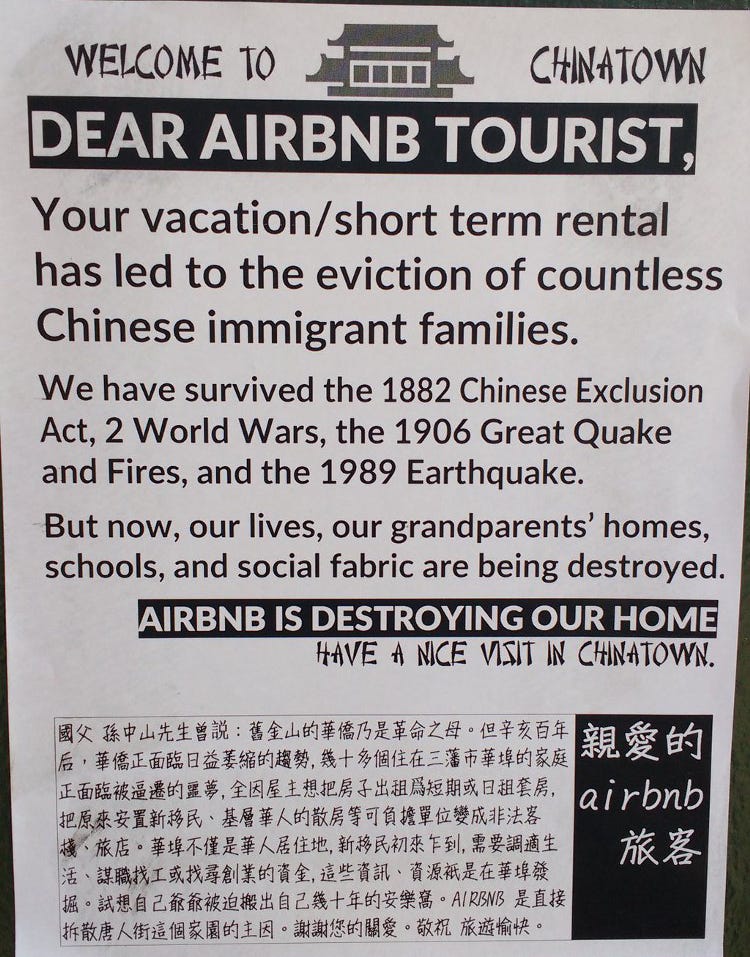 WELCOME TO CHINATOWN
DEAR AIRBNB TOURIST,
Your vacation/short term rental
has led to the eviction of countless
Chinese immigrant families.
We have survived the 1882 Chinese Exclusion
Act, 2 World Wars, the 1906 Great Quake
and Fires, and the 1989 Earthquake.
But now, our lives, our grandparents’ homes,
schools, and social fabric are being destroyed.
AIRBNB IS DESTROYING OUR HOME
HAVE A NICE VISIT IN CHINATOWN.
親愛的
airbnb
旅客
國父 孫中山先生曾説：舊金山的華僑乃是革命之母。但辛亥百年
后，華僑正面臨日益萎縮的趨勢, 幾十多個住在三藩市華埠的家庭
正面臨被逼遷的噩夢, 全因屋主想把房子出租爲短期或日租套房,
把原來安置新移民、基層華人的散房等可負擔單位變成非法客
棧、旅店。華埠不僅是華人居住地, 新移民初來乍到, 需要調適生
活、謀職找工或找尋創業的資金, 這些資訊、資源衹是在華埠發
掘。試想自己爺爺被迫搬出自己幾十年的安樂窩。AIRBNB 是直接
拆散唐人街這個家園的主因。謝謝您的關愛。敬祝 旅遊愉快。